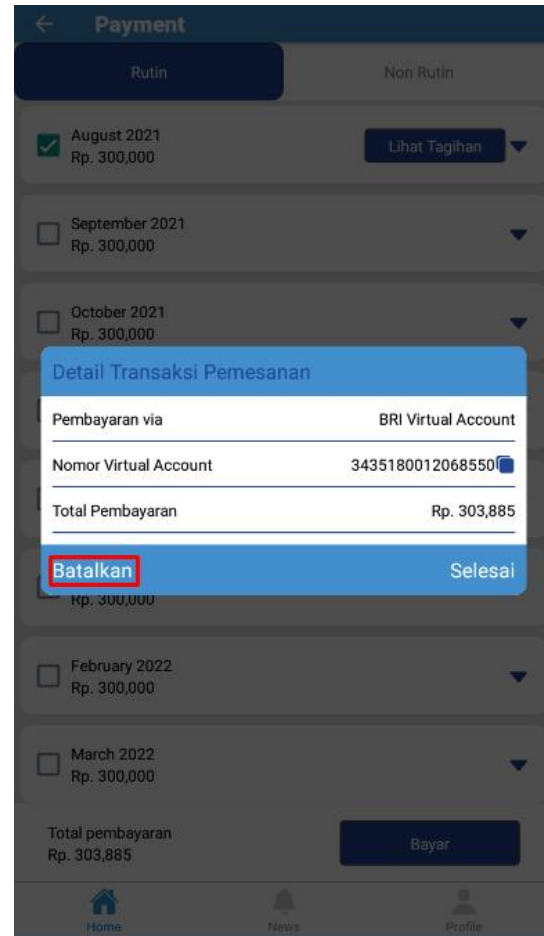 Payment
Rutin
Non Rutin
August 2021
Rp. 300,000
Lihat Tagihan
September 2021
Rp. 300,000
October 2021
Rp. 300,000
Detail Transaksi Pemesanan
Pembayaran via
BRI Virtual Account
Nomor Virtual Account
3435180012068550
Total Pembayaran
Rp. 303,885
Batalkan
Selesai
Rp. 300,000
February 2022
Rp. 300,000
March 2022
Rp. 300,000
Total pembayaran
Rp. 303,885
Bayar
Home
News
Profile